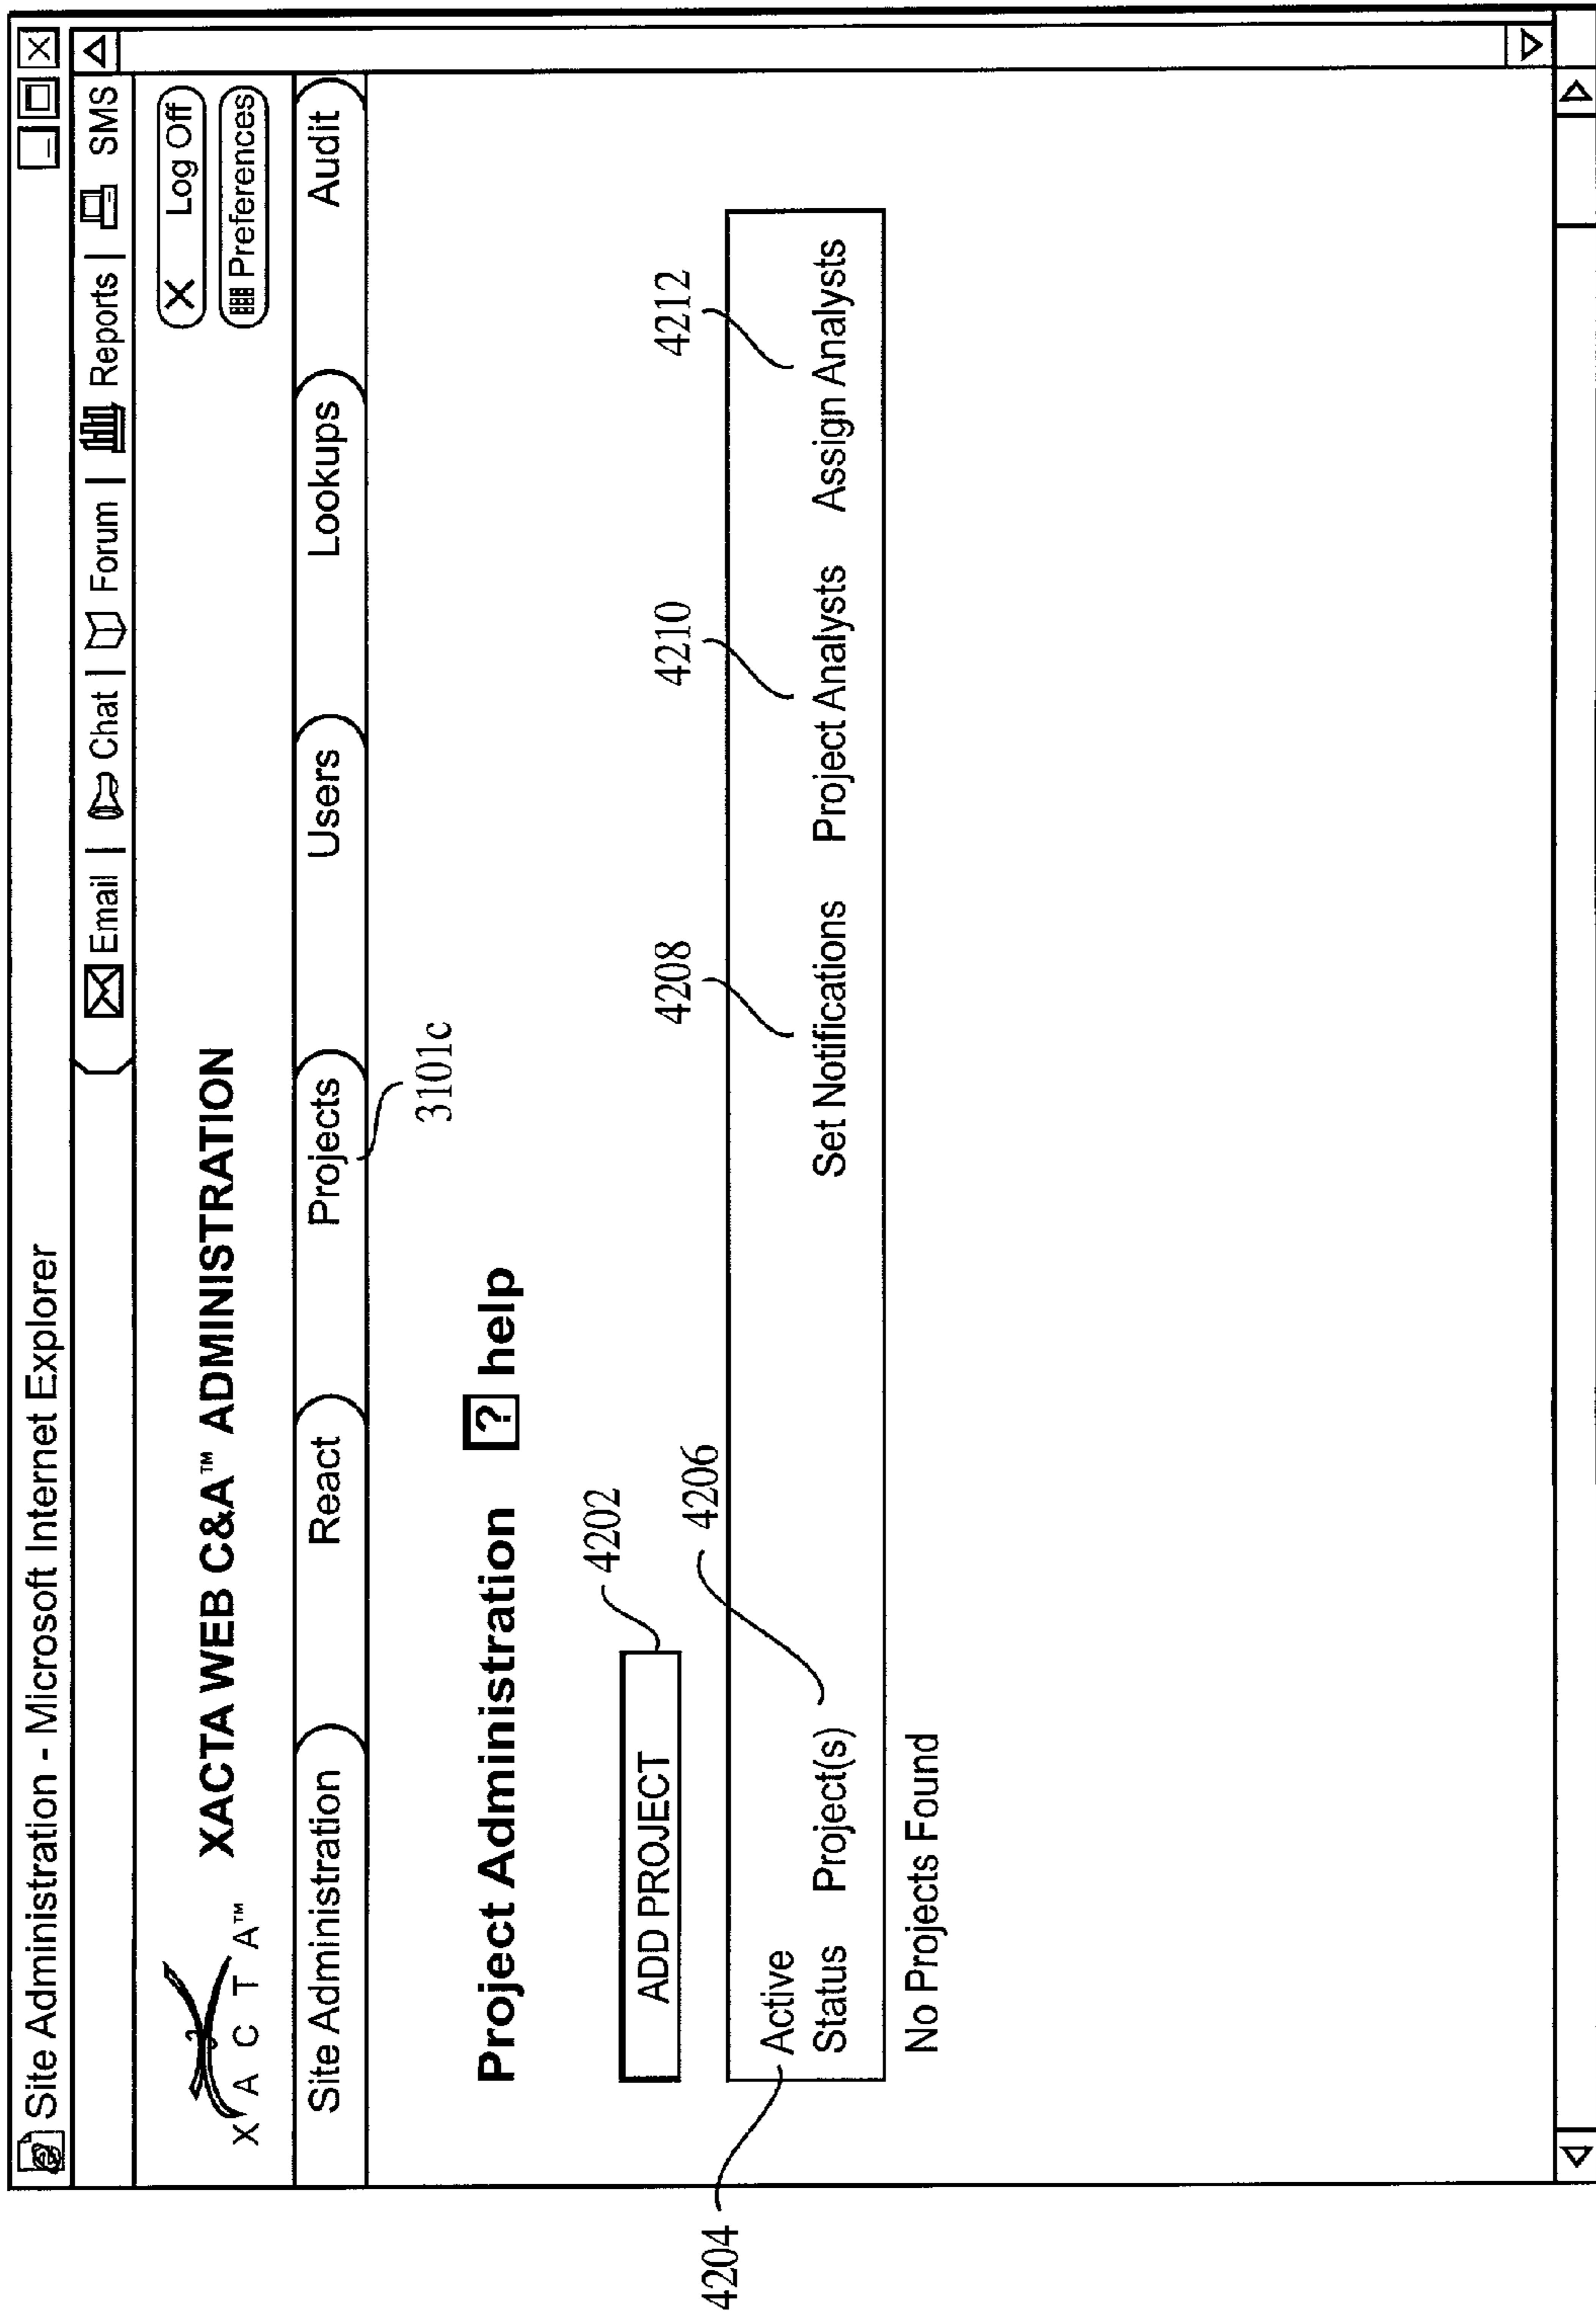 Site Administration - Microsoft Internet Explorer
Email | Chat | Forum | Reports | SMS
X A C T A™
XACTA WEB C&A™ ADMINISTRATION
X Log Off
Preferences
Site Administration React Projects Users Lookups Audit
3101c
Project Administration ? help
ADD PROJECT
4202
4204
4206
4208
4210
4212
Active
Status Project(s) Set Notifications Project Analysts Assign Analysts
No Projects Found